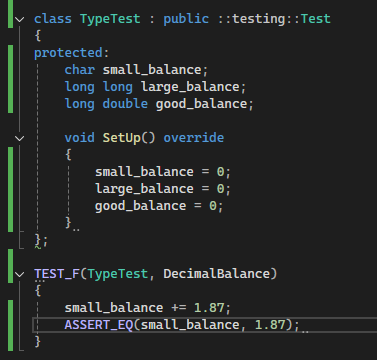 class TypeTest : public ::testing::Test
{
protected:
    char small_balance;
    long long large_balance;
    long double good_balance;

    void SetUp() override
    {
        small_balance = 0;
        large_balance = 0;
        good_balance = 0;
    }
};

TEST_F(TypeTest, DecimalBalance)
{
    small_balance += 1.87;
    ASSERT_EQ(small_balance, 1.87);
}